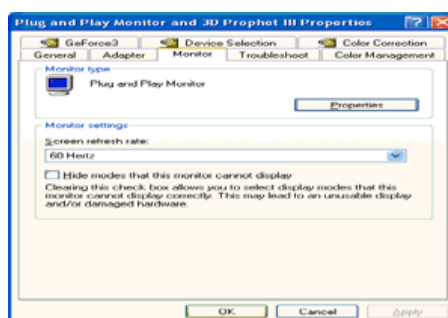 Plug and Play Monitor and 3D Prophet III Properties
GeForce3 Device Selection Color Correction
General Adapter Monitor Troubleshoot Color Management
Monitor type
Plug and Play Monitor
Properties
Monitor settings
Screen refresh rate:
60 Hertz
Hide modes that this monitor cannot display
Clearing this check box allows you to select display modes that this
monitor cannot display correctly. This may lead to an unusable display
and/or damaged hardware.
OK Cancel Apply